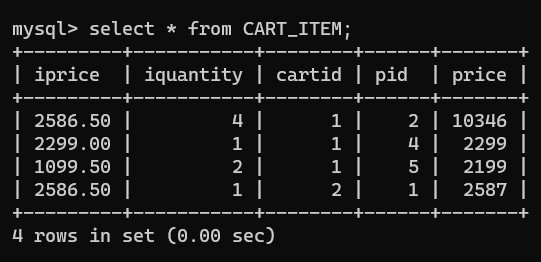 mysql> select * from CART_ITEM;
+---------+-----------+--------+------+-------+
| iprice  | iquantity | cartid | pid  | price |
+---------+-----------+--------+------+-------+
| 2586.50 |         4 |      1 |    2 | 10346 |
| 2299.00 |         1 |      1 |    4 |  2299 |
| 1099.50 |         2 |      1 |    5 |  2199 |
| 2586.50 |         1 |      2 |    1 |  2587 |
+---------+-----------+--------+------+-------+
4 rows in set (0.00 sec)